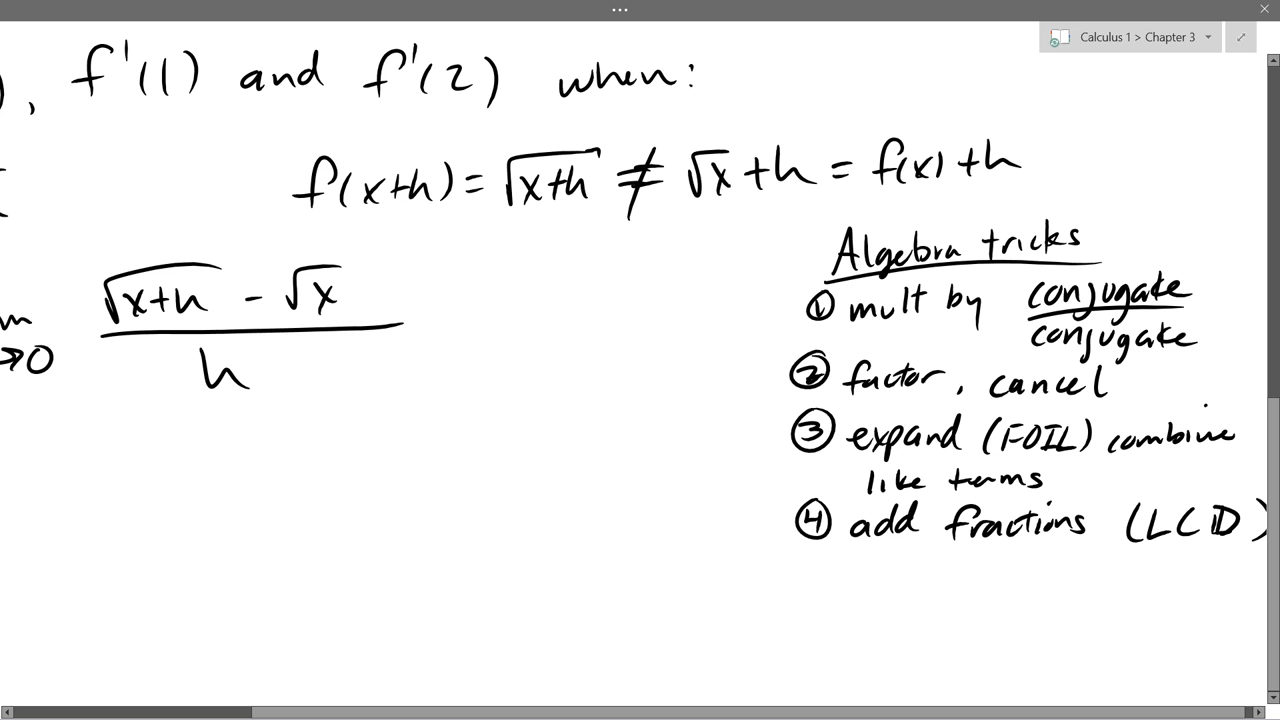 Calculus 1 > Chapter 3
), f'(1) and f'(2) when:
f(x+h) = √(x+h) ≠ √x + h = f(x) + h
Algebra tricks
① mult by conjugate/conjugate
② factor, cancel
③ expand (FOIL) combine
like terms
④ add fractions (LCD)
m →0 (√(x+h) - √x)/h